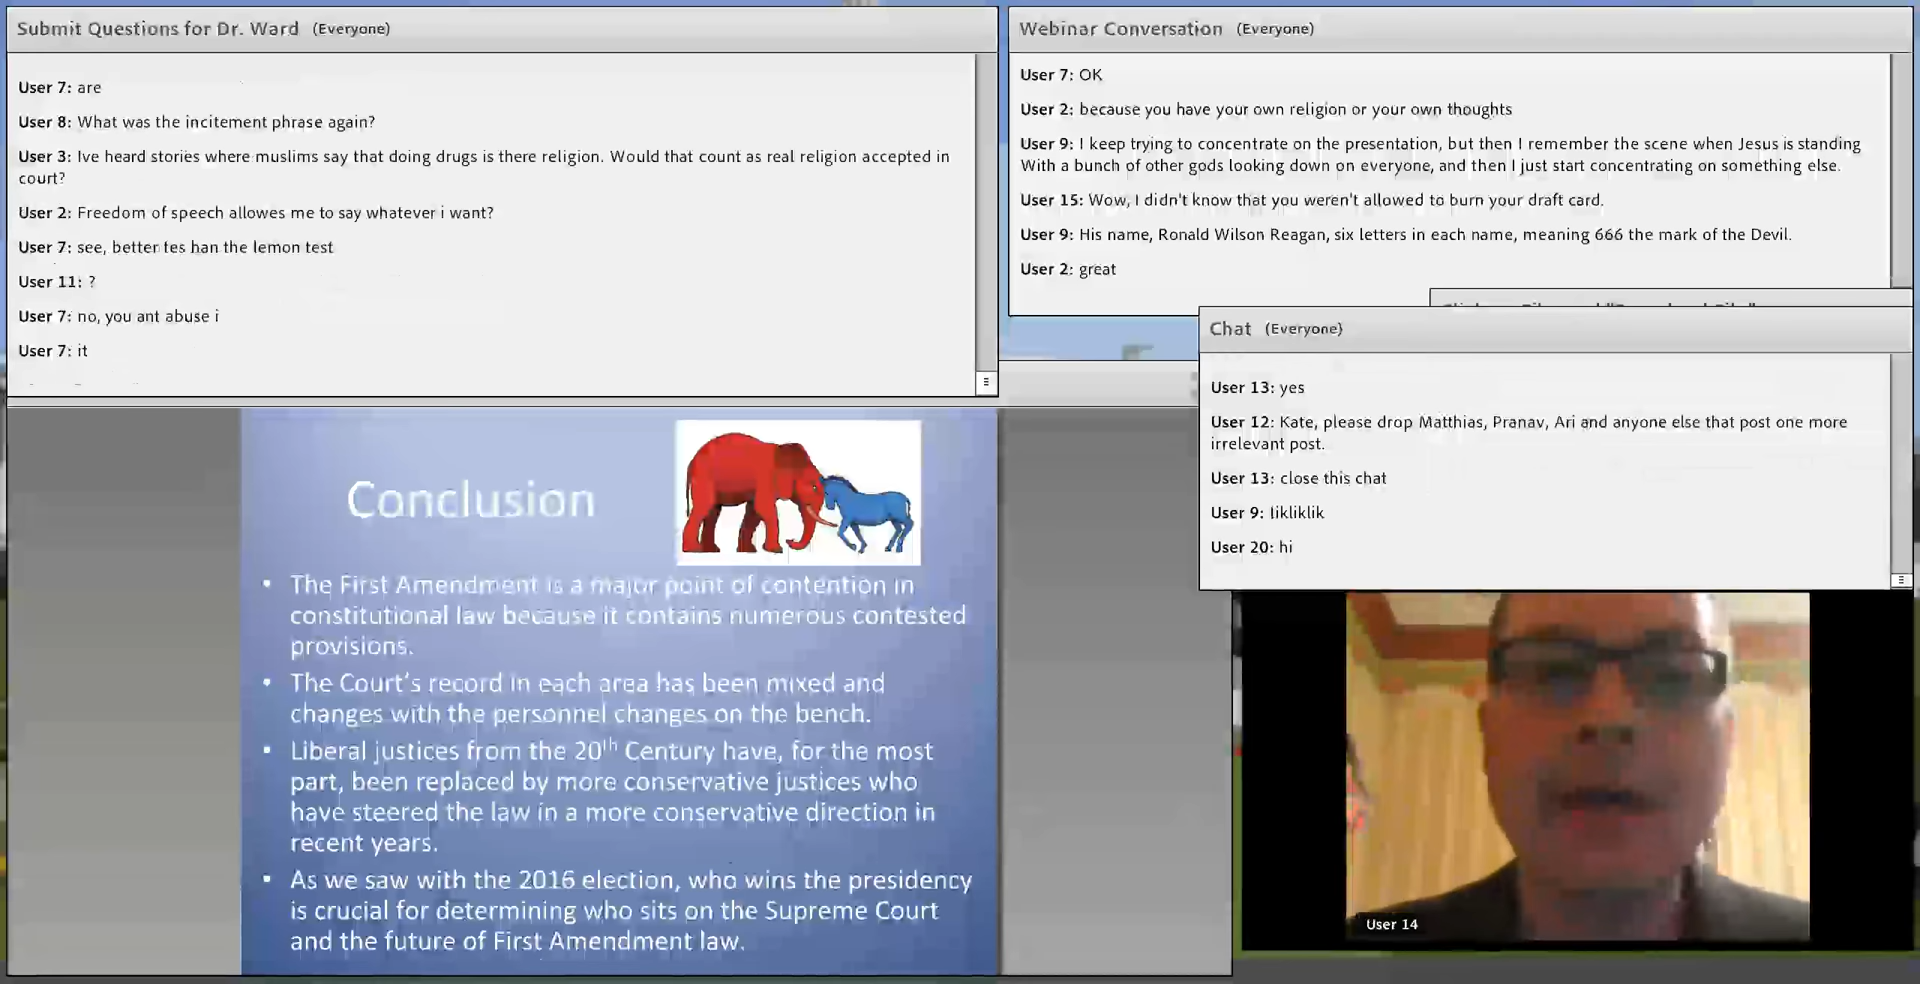 Submit Questions for Dr. Ward (Everyone)
User 7: are
User 8: What was the incitement phrase again?
User 3: Ive heard stories where muslims say that doing drugs is there religion. Would that count as real religion accepted in
court?
User 2: Freedom of speech allowes me to say whatever i want?
User 7: see, better tes han the lemon test
User 11: ?
User 7: no, you ant abuse i
User 7: it
Webinar Conversation (Everyone)
User 7: OK
User 2: because you have your own religion or your own thoughts
User 9: I keep trying to concentrate on the presentation, but then I remember the scene when Jesus is standing
With a bunch of other gods looking down on everyone, and then I just start concentrating on something else.
User 15: Wow, I didn't know that you weren't allowed to burn your draft card.
User 9: His name, Ronald Wilson Reagan, six letters in each name, meaning 666 the mark of the Devil.
User 2: great
Chat (Everyone)
User 13: yes
User 12: Kate, please drop Matthias, Pranav, Ari and anyone else that post one more
irrelevant post.
User 13: close this chat
User 9: likliklik
User 20: hi
Conclusion
• The First Amendment is a major point of contention in
constitutional law because it contains numerous contested
provisions.
• The Court's record in each area has been mixed and
changes with the personnel changes on the bench.
• Liberal justices from the 20th Century have, for the most
part, been replaced by more conservative justices who
have steered the law in a more conservative direction in
recent years.
• As we saw with the 2016 election, who wins the presidency
is crucial for determining who sits on the Supreme Court
and the future of First Amendment law.
User 14